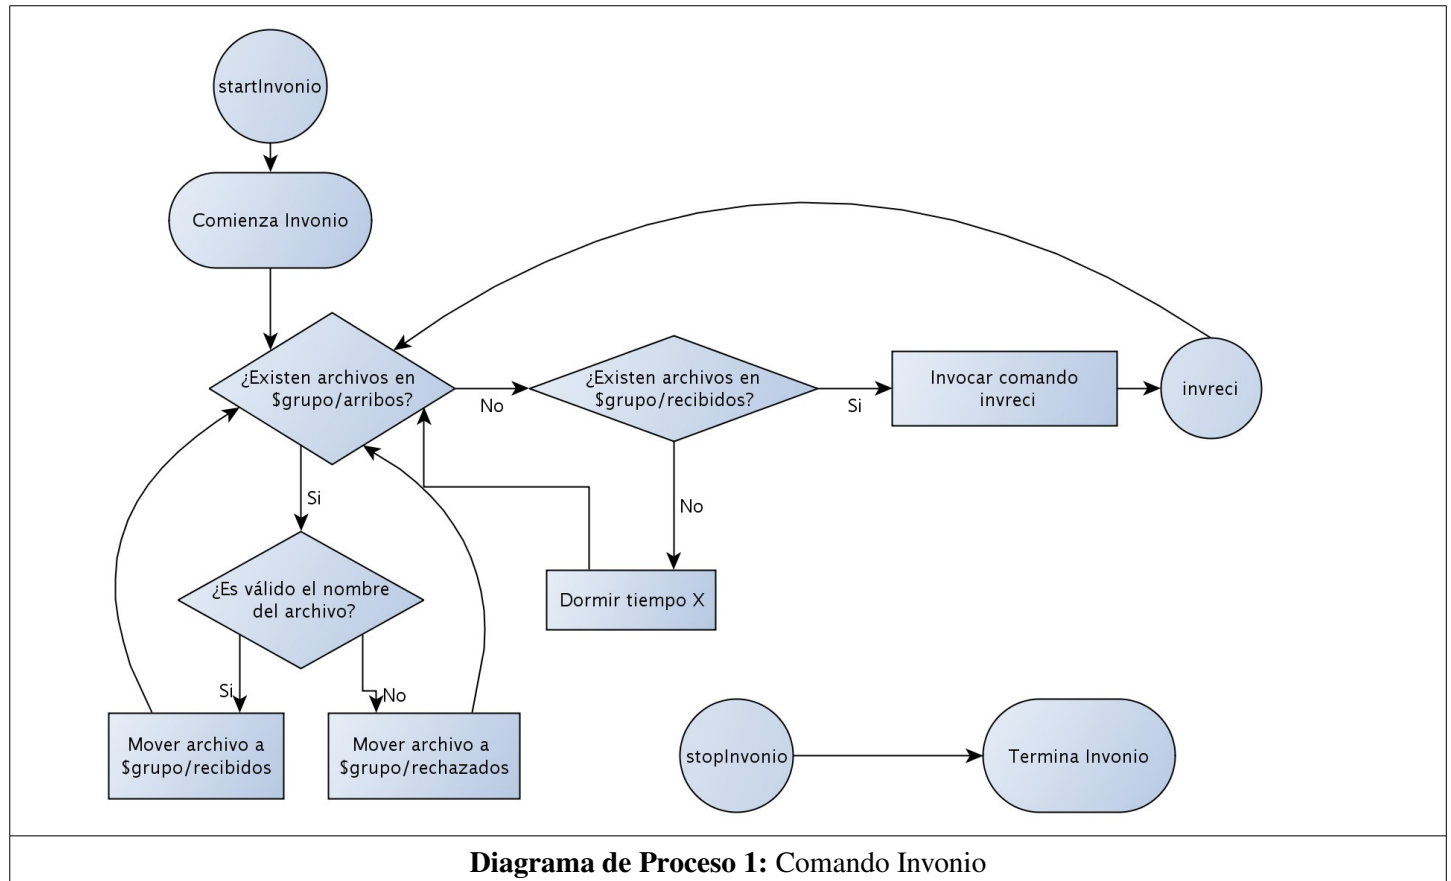 startInvonio
Comienza Invonio
¿Existen archivos en
$grupo/arribos?
No
¿Existen archivos en
$grupo/recibidos?
Si
Invocar comando
invreci
invreci
Si
No
¿Es válido el nombre
del archivo?
Dormir tiempo X
Si
No
Mover archivo a
$grupo/recibidos
Mover archivo a
$grupo/rechazados
stopInvonio
Termina Invonio
Diagrama de Proceso 1: Comando Invonio